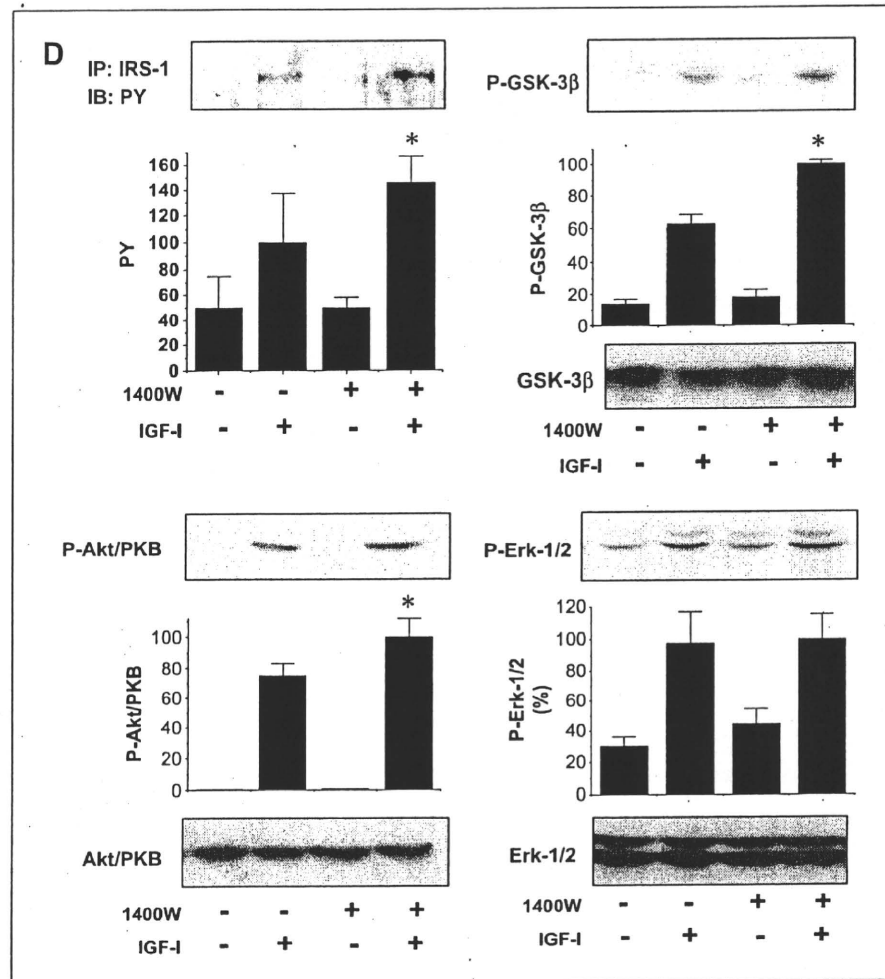 D
IP: IRS-1
IB: PY
*
160
140
120
100
80
60
40
20
0
PY
1400W - - + +
IGF-I - + - +
P-GSK-3β
*
100
80
60
40
20
0
P-GSK-3β
GSK-3β
1400W - - + +
IGF-I - + - +
P-Akt/PKB
*
100
80
60
40
20
0
P-Akt/PKB
Akt/PKB
1400W - - + +
IGF-I - + - +
P-Erk-1/2
120
100
80
60
40
20
0
P-Erk-1/2
(%)
Erk-1/2
1400W - - + +
IGF-I - + - +